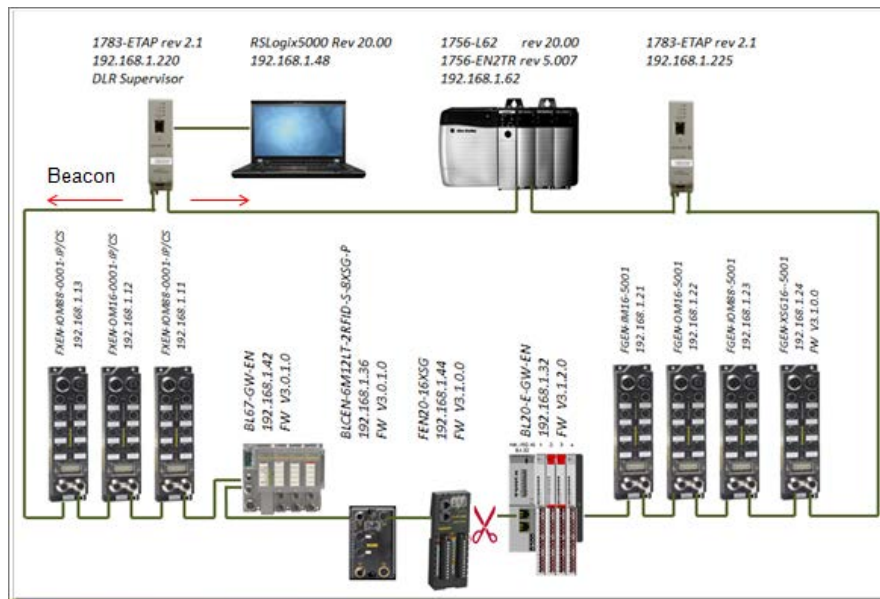 1783-ETAP rev 2.1
192.168.1.220
DLR Supervisor
RSLogix5000 Rev 20.00
192.168.1.48
1756-L62 rev 20.00
1756-EN2TR rev 5.007
192.168.1.62
1783-ETAP rev 2.1
192.168.1.225
Beacon
FXEN-IOM88-0001-IP/CS
192.168.1.13
FXEN-OM16-0001-IP/CS
192.168.1.12
FXEN-IOM88-0001-IP/CS
192.168.1.11
BL67-GW-EN
192.168.1.42
FW V3.0.1.0
BLCEN-6M12LT-2RFID-S-8XSG-P
192.168.1.36
FW V3.0.1.0
FEN20-16XSG
192.168.1.44
FW V3.1.0.0
BL20-E-GW-EN
192.168.1.32
FW V3.1.2.0
FGEN-IM16-5001
192.168.1.21
FGEN-OM16-5001
192.168.1.22
FGEN-IOM88-5001
192.168.1.23
FGEN-XSG16--5001
192.168.1.24
FW V3.1.0.0